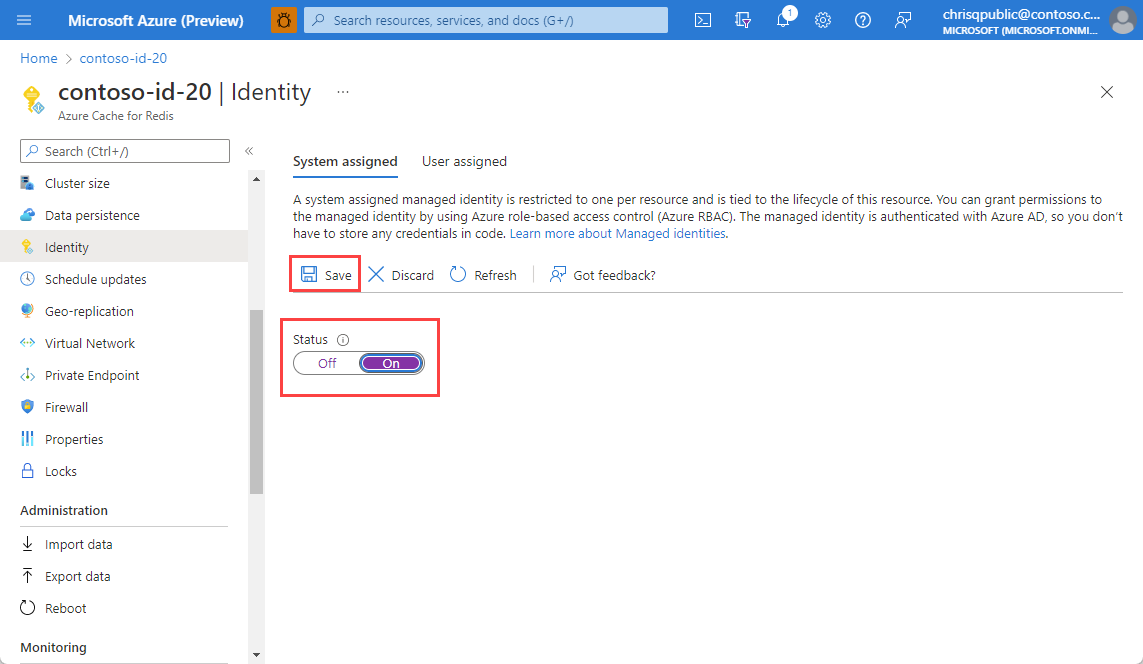 Microsoft Azure (Preview)
Search resources, services, and docs (G+/)
1
chrisqpublic@contoso.c...
MICROSOFT (MICROSOFT.ONMI...
Home > contoso-id-20
contoso-id-20 | Identity ...
Azure Cache for Redis
Search (Ctrl+/)
«
Cluster size
Data persistence
Identity
Schedule updates
Geo-replication
Virtual Network
Private Endpoint
Firewall
Properties
Locks
Administration
Import data
Export data
Reboot
Monitoring
System assigned User assigned
A system assigned managed identity is restricted to one per resource and is tied to the lifecycle of this resource. You can grant permissions to
the managed identity by using Azure role-based access control (Azure RBAC). The managed identity is authenticated with Azure AD, so you don’t
have to store any credentials in code. Learn more about Managed identities.
Save Discard Refresh Got feedback?
Status
Off On